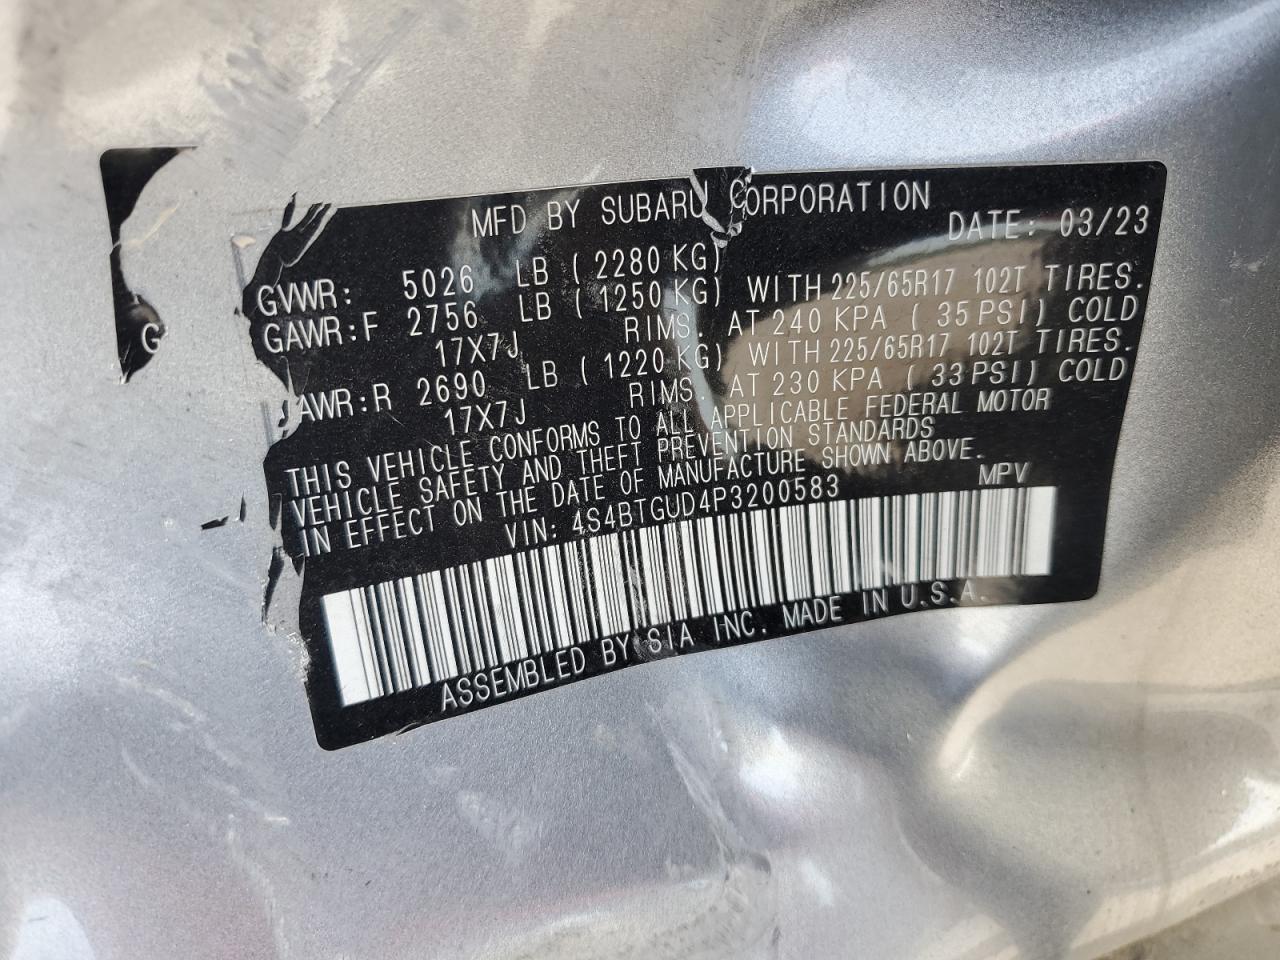 MFD BY SUBARU CORPORATION
DATE: 03/23
GVWR: 5026 LB ( 2280 KG)
GAWR:F 2756 LB ( 1250 KG) WITH 225/65R17 102T TIRES.
17X7J RIMS. AT 240 KPA ( 35 PSI) COLD
AWR:R 2690 LB ( 1220 KG) WITH 225/65R17 102T TIRES.
17X7J RIMS. AT 230 KPA ( 33 PSI) COLD
THIS VEHICLE CONFORMS TO ALL APPLICABLE FEDERAL MOTOR
VEHICLE SAFETY AND THEFT PREVENTION STANDARDS
IN EFFECT ON THE DATE OF MANUFACTURE SHOWN ABOVE.
VIN: 4S4BTGUD4P3200583 MPV
ASSEMBLED BY SIA INC. MADE IN U.S.A.
G